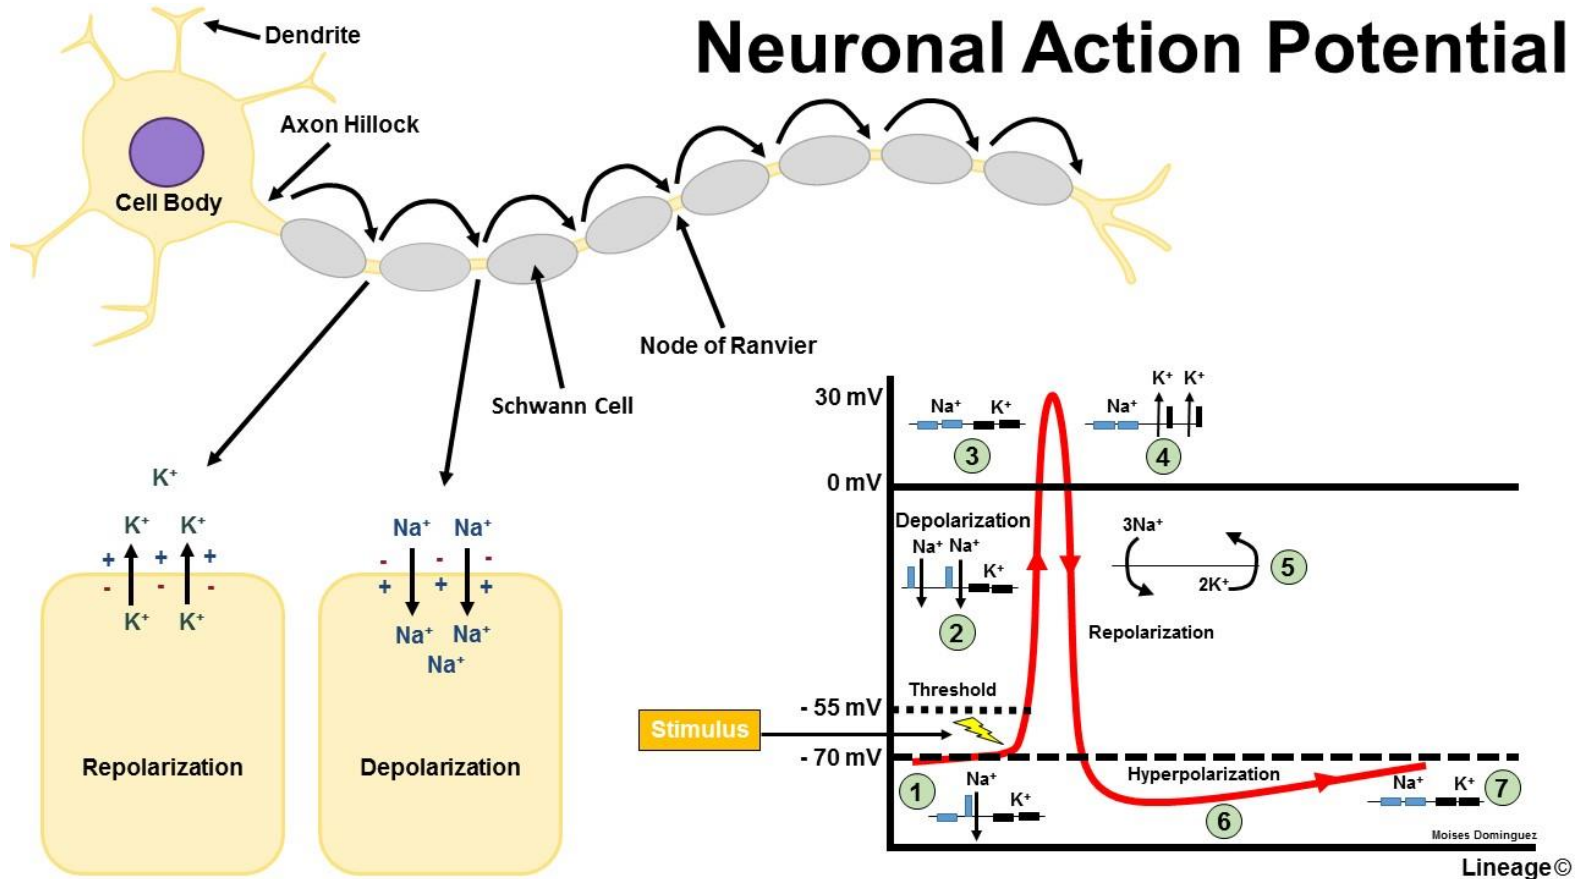 Neuronal Action Potential
Dendrite
Axon Hillock
Cell Body
Node of Ranvier
Schwann Cell
K⁺
K⁺ K⁺
+ + +
- - -
K⁺ K⁺
Repolarization
Na⁺ Na⁺
- - -
+ + +
Na⁺ Na⁺
Na⁺
Depolarization
30 mV
Na⁺ K⁺
3
K⁺ K⁺
Na⁺
4
0 mV
Depolarization
Na⁺ Na⁺
K⁺
2
3Na⁺
2K⁺
5
Repolarization
Threshold
- 55 mV
Stimulus
- 70 mV
1
Na⁺
K⁺
Hyperpolarization
6
Na⁺ K⁺
7
Moises Dominguez
Lineage©